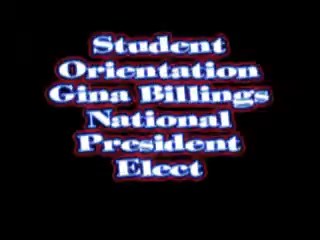 Student
Orientation
Gina Billings
National
President
Elect